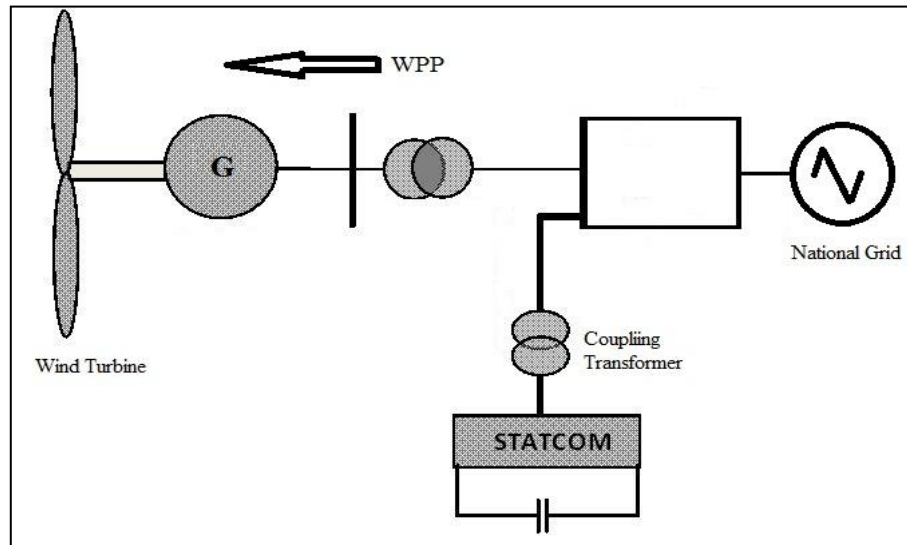 WPP
G
National Grid
Wind Turbine
Coupliing
Transformer
STATCOM